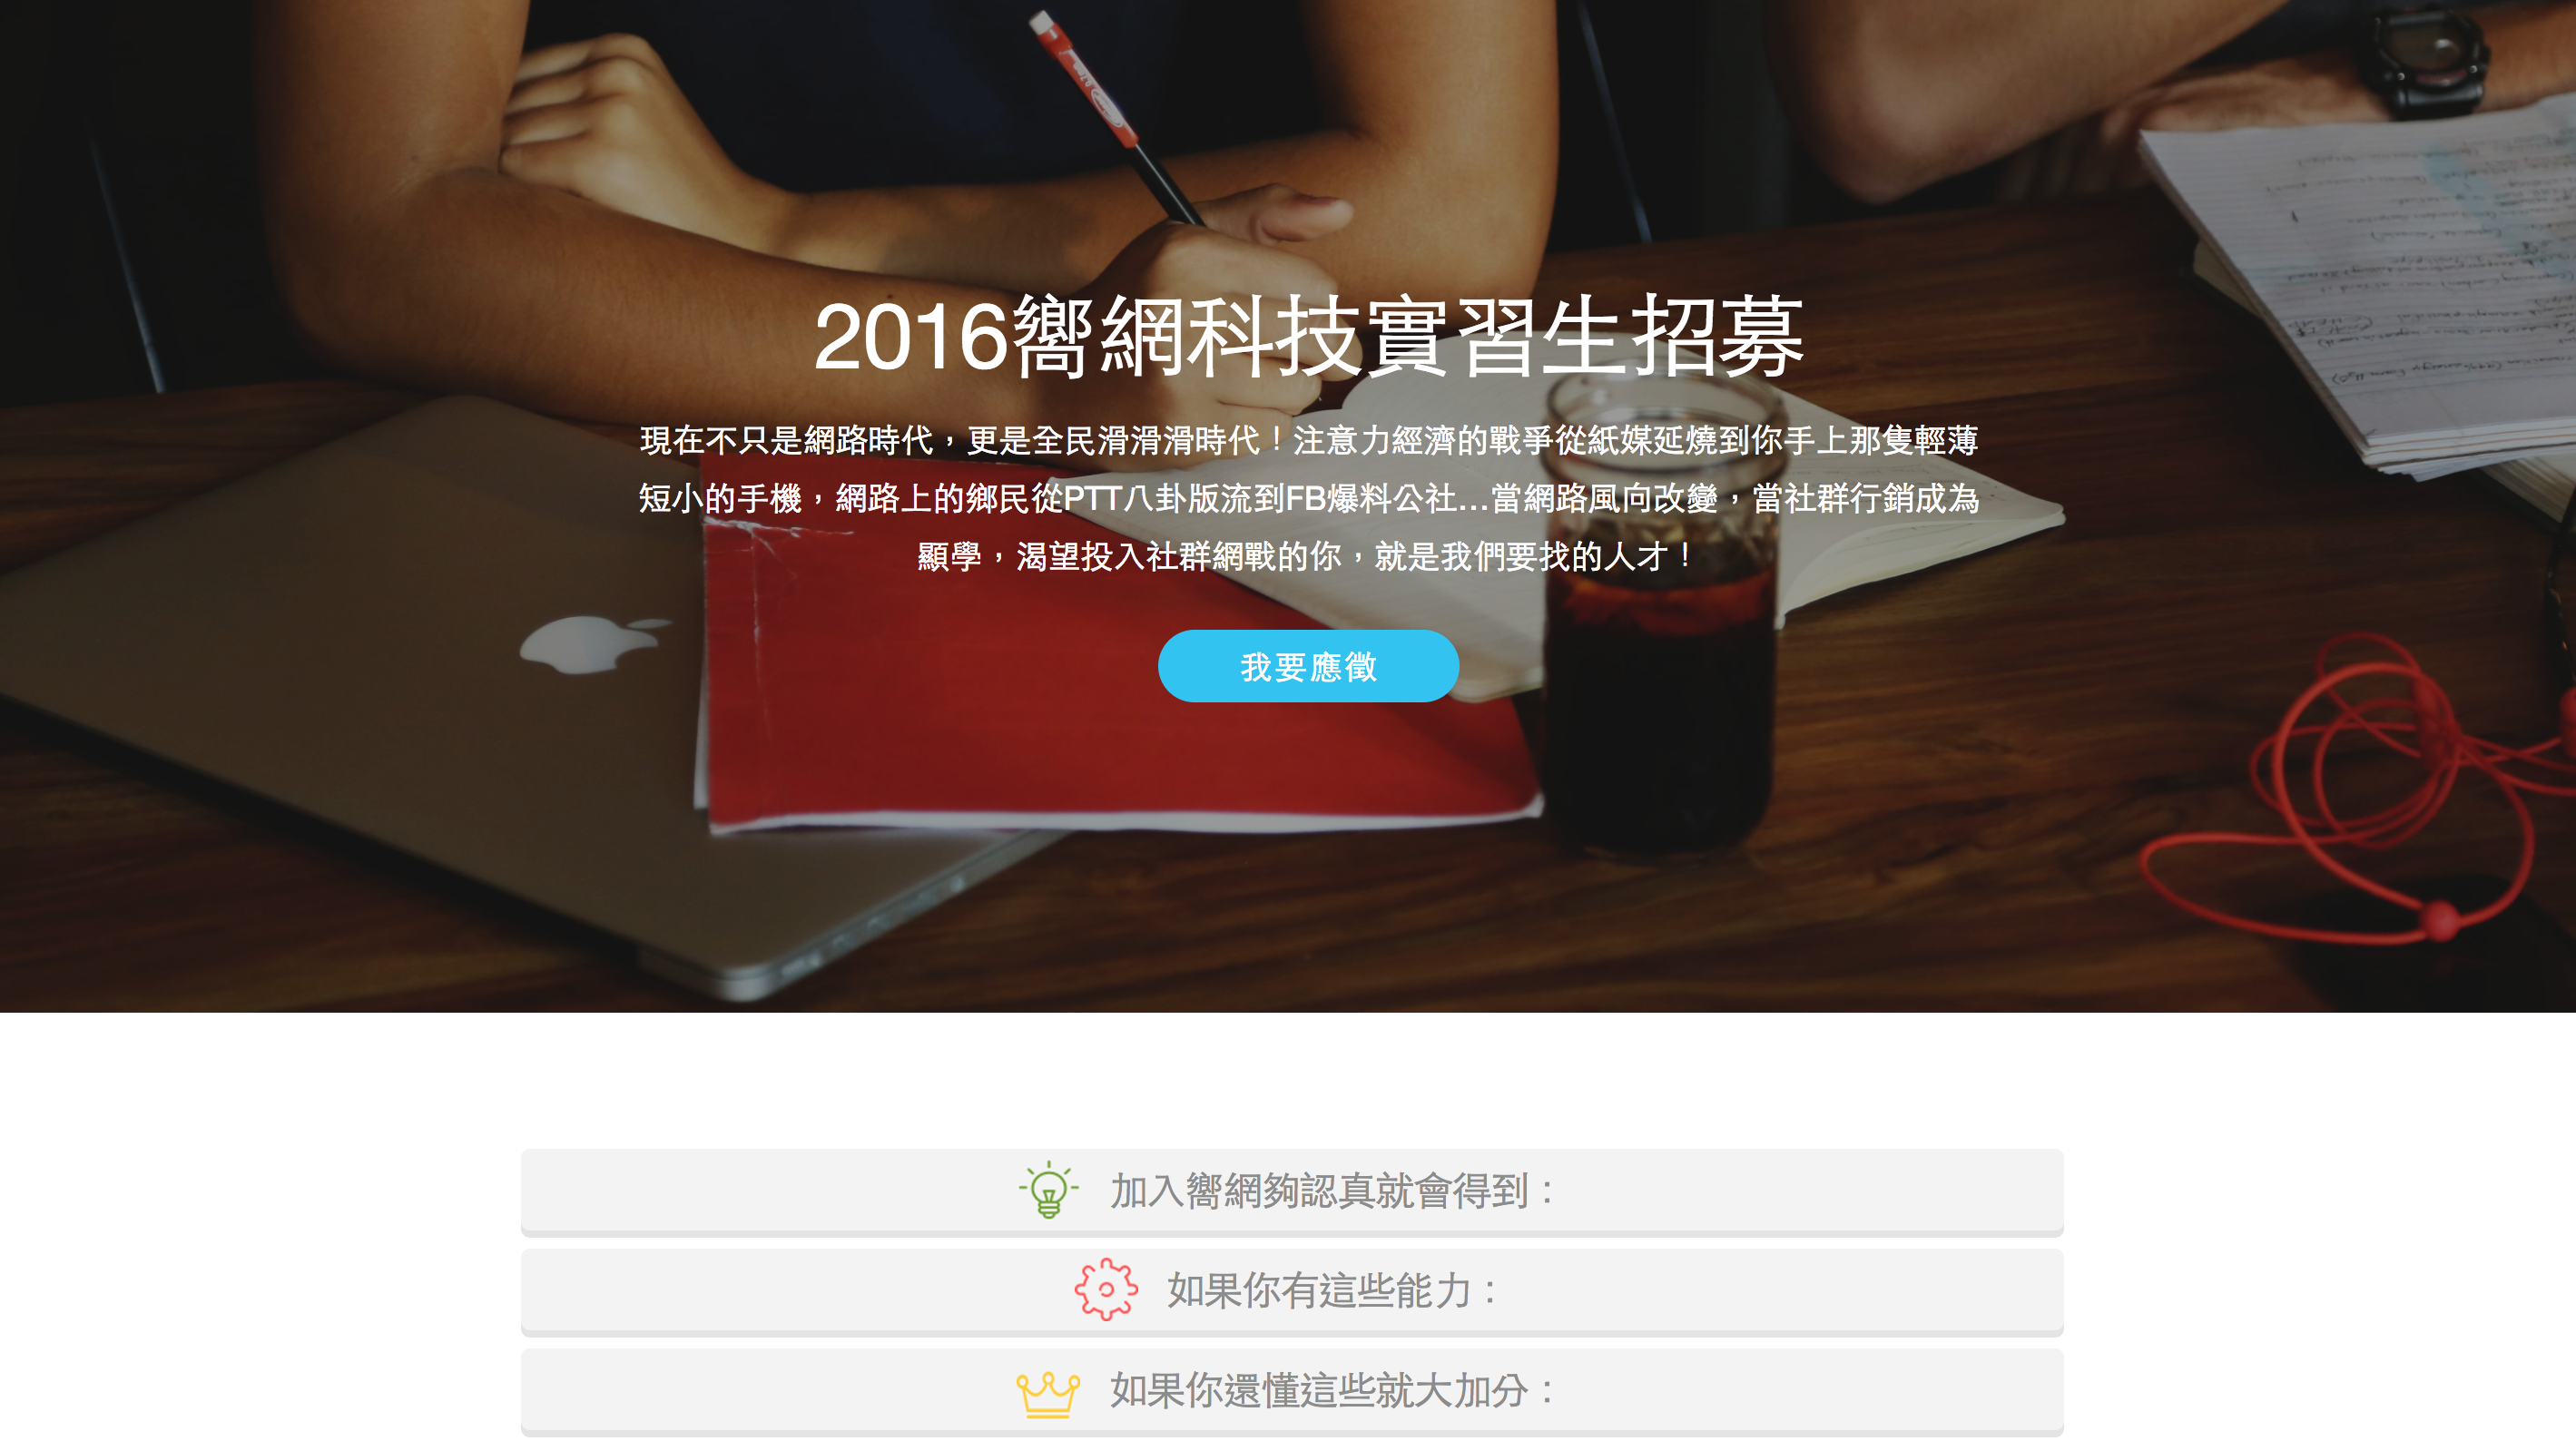 2016嚮網科技實習生招募
現在不只是網路時代，更是全民滑滑滑時代！注意力經濟的戰爭從紙媒延燒到你手上那隻輕薄
短小的手機，網路上的鄉民從PTT八卦版流到FB爆料公社...當網路風向改變，當社群行銷成為
顯學，渴望投入社群網戰的你，就是我們要找的人才！
我要應徵
加入嚮網夠認真就會得到：
如果你有這些能力：
如果你還懂這些就大加分：